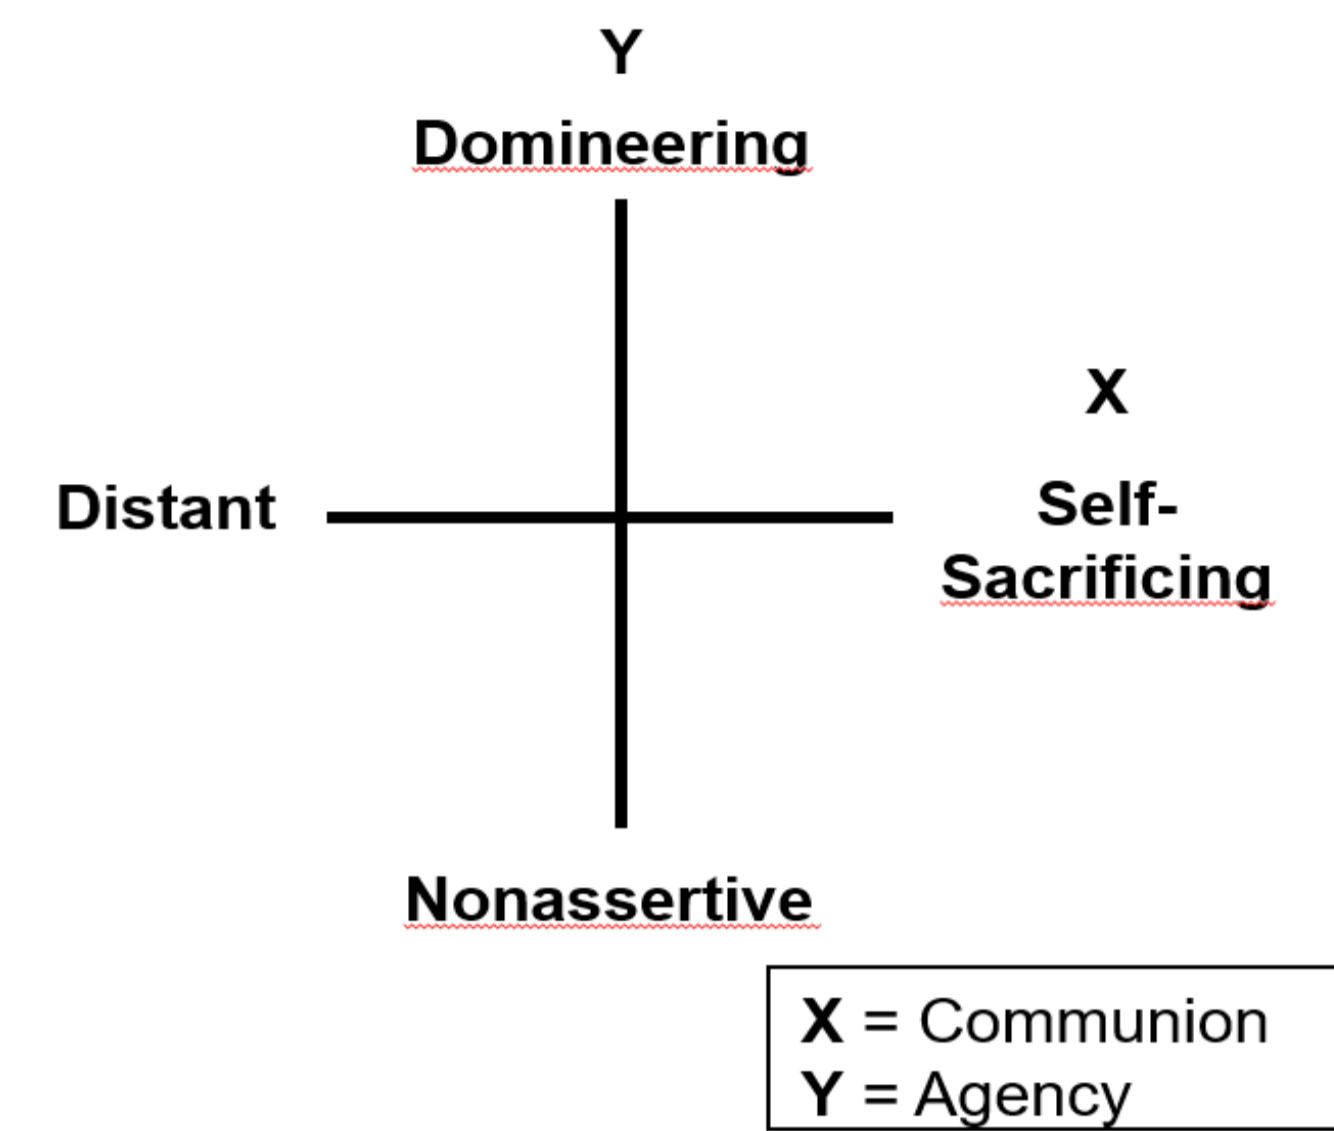 Y
Domineering
X
Distant
Self-
Sacrificing
Nonassertive
X = Communion
Y = Agency